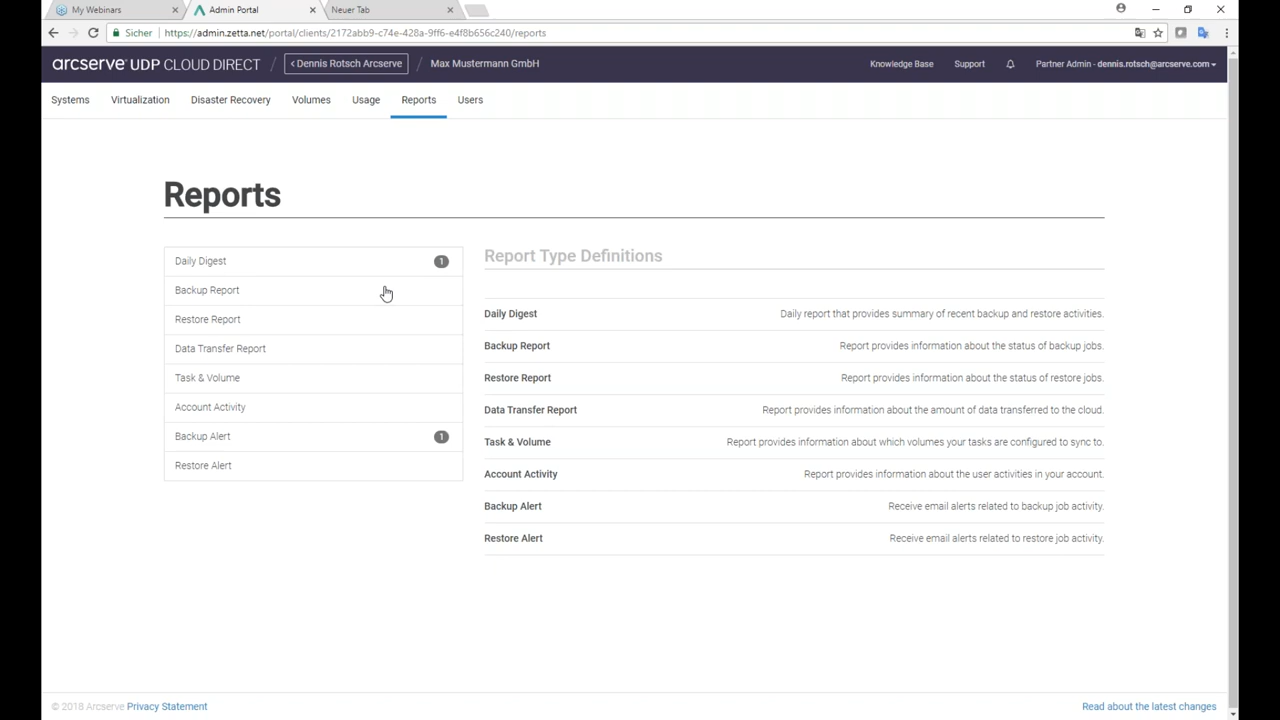 My Webinars
Admin Portal
Neuer Tab
Sicher https://admin.zetta.net/portal/clients/2172abb9-c74e-428a-9ff6-e4f8b656c240/reports
arcserve® UDP CLOUD DIRECT / < Dennis Rotsch Arcserve / Max Mustermann GmbH
Knowledge Base Support Partner Admin - dennis.rotsch@arcserve.com
Systems Virtualization Disaster Recovery Volumes Usage Reports Users
Reports
Daily Digest 1
Backup Report
Restore Report
Data Transfer Report
Task & Volume
Account Activity
Backup Alert 1
Restore Alert
Report Type Definitions
Daily Digest Daily report that provides summary of recent backup and restore activities.
Backup Report Report provides information about the status of backup jobs.
Restore Report Report provides information about the status of restore jobs.
Data Transfer Report Report provides information about the amount of data transferred to the cloud.
Task & Volume Report provides information about which volumes your tasks are configured to sync to.
Account Activity Report provides information about the user activities in your account.
Backup Alert Receive email alerts related to backup job activity.
Restore Alert Receive email alerts related to restore job activity.
© 2018 Arcserve Privacy Statement
Read about the latest changes